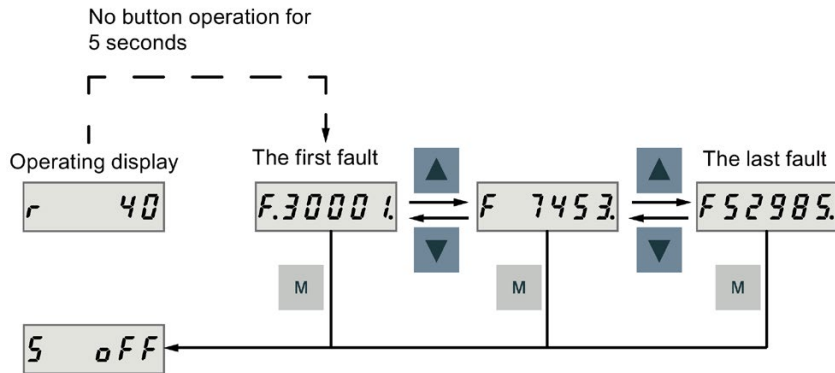 No button operation for
5 seconds
Operating display
The first fault
The last fault
r 40
F.30001.
F 7453.
F52985.
M
M
M
S oFF